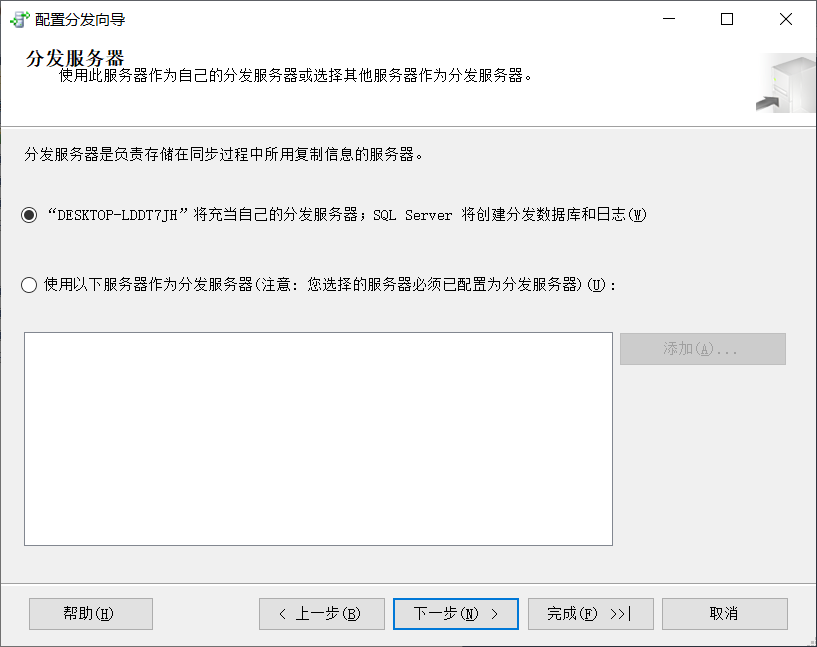 配置分发向导
分发服务器
使用此服务器作为自己的分发服务器或选择其他服务器作为分发服务器。
分发服务器是负责存储在同步过程中所用复制信息的服务器。
“DESKTOP-LDDT7JH”将充当自己的分发服务器；SQL Server 将创建分发数据库和日志(W)
使用以下服务器作为分发服务器(注意: 您选择的服务器必须已配置为分发服务器)(U)：
添加(A)...
帮助(H)
< 上一步(B)
下一步(N) >
完成(F) >>|
取消